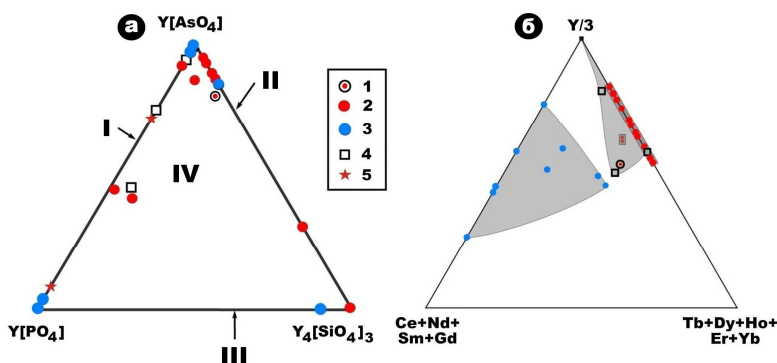 а
Y[AsO₄]
I
II
III
IV
Y[PO₄]
Y₄[SiO₄]₃
1
2
3
4
5
б
Y/3
Ce+Nd+
Sm+Gd
Tb+Dy+Ho+
Er+Yb